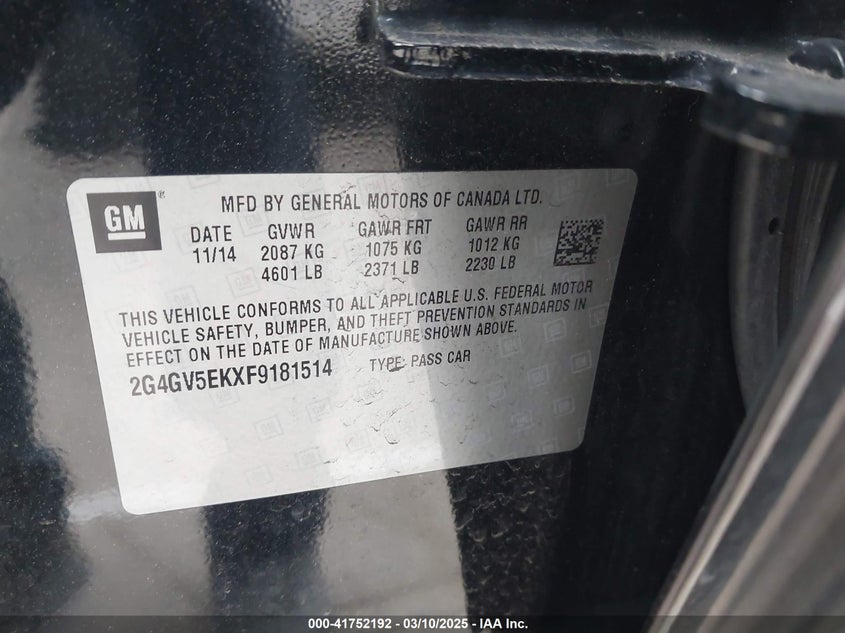 GM®
MFD BY GENERAL MOTORS OF CANADA LTD.
DATE GVWR GAWR FRT GAWR RR
11/14 2087 KG 1075 KG 1012 KG
4601 LB 2371 LB 2230 LB
THIS VEHICLE CONFORMS TO ALL APPLICABLE U.S. FEDERAL MOTOR
VEHICLE SAFETY, BUMPER, AND THEFT PREVENTION STANDARDS IN
EFFECT ON THE DATE OF MANUFACTURE SHOWN ABOVE.
2G4GV5EKXF9181514 TYPE: PASS CAR
000-41752192 - 03/10/2025 - IAA Inc.